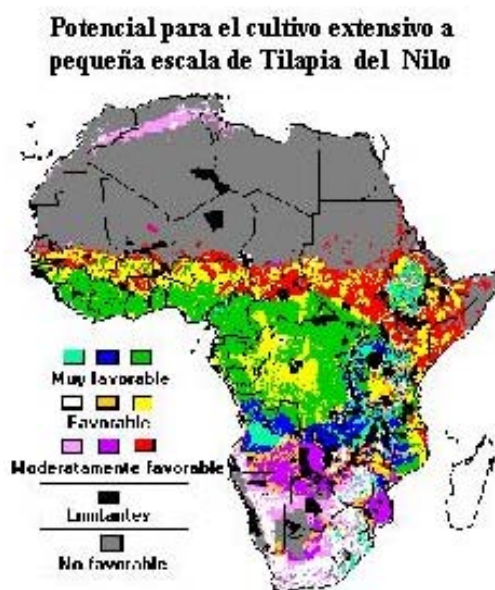 Potencial para el cultivo extensivo a
pequeña escala de Tilapia del Nilo
Muy favorable
Favorable
Moderatamente favorable
Limitantes
No favorable